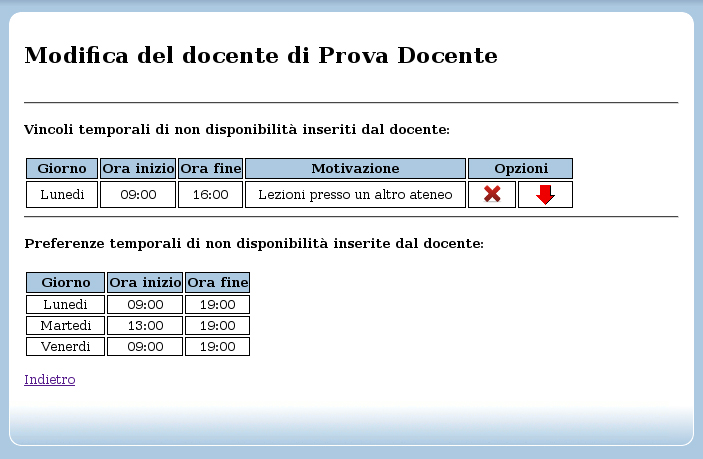 Modifica del docente di Prova Docente
Vincoli temporali di non disponibilità inseriti dal docente:
Giorno Ora inizio Ora fine Motivazione Opzioni
Lunedi 09:00 16:00 Lezioni presso un altro ateneo
Preferenze temporali di non disponibilità inserite dal docente:
Giorno Ora inizio Ora fine
Lunedi 09:00 19:00
Martedi 13:00 19:00
Venerdi 09:00 19:00
Indietro